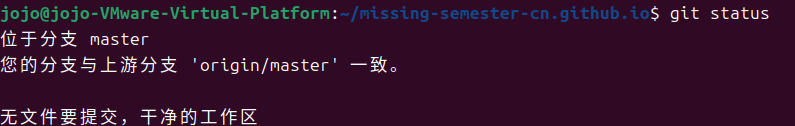 jojo@jojo-VMware-Virtual-Platform:~/missing-semester-cn.github.io$ git status
位于分支 master
您的分支与上游分支 'origin/master' 一致。
无文件要提交，干净的工作区